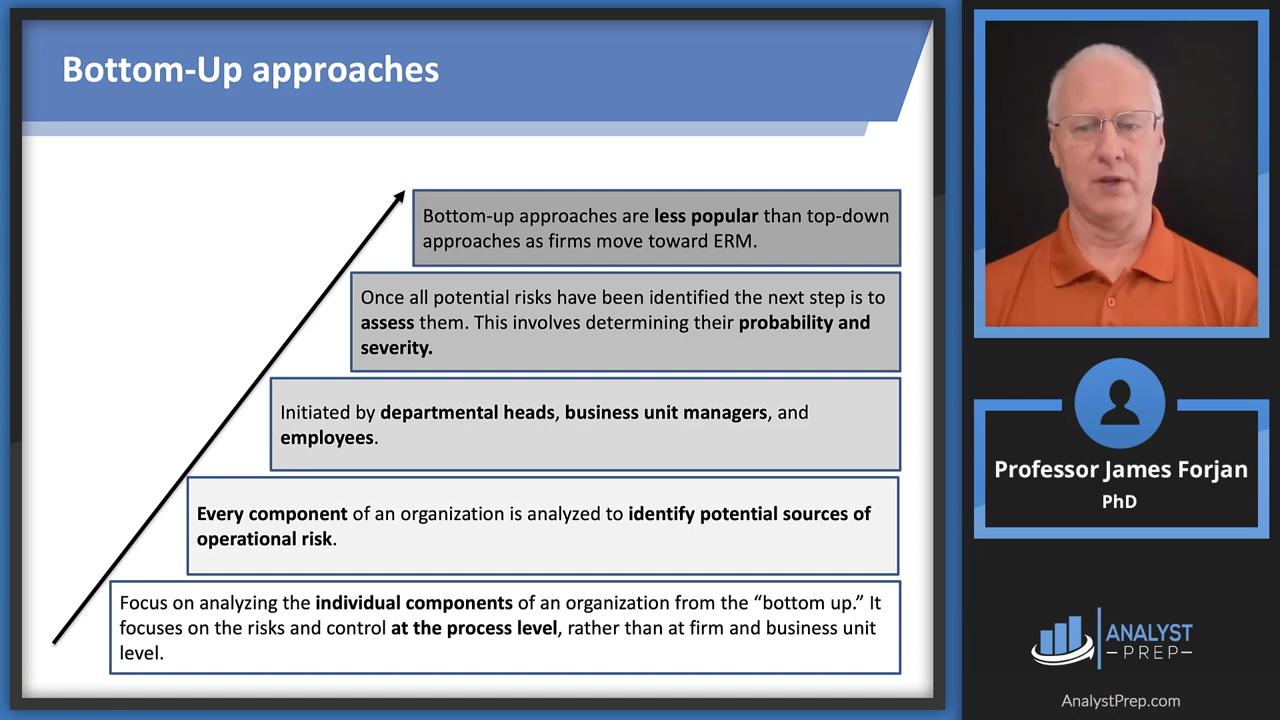 Bottom-Up approaches
Bottom-up approaches are less popular than top-down
approaches as firms move toward ERM.
Once all potential risks have been identified the next step is to
assess them. This involves determining their probability and
severity.
Initiated by departmental heads, business unit managers, and
employees.
Every component of an organization is analyzed to identify potential sources of
operational risk.
Focus on analyzing the individual components of an organization from the “bottom up.” It
focuses on the risks and control at the process level, rather than at firm and business unit
level.
Professor James Forjan
PhD
ANALYST
PREP
AnalystPrep.com